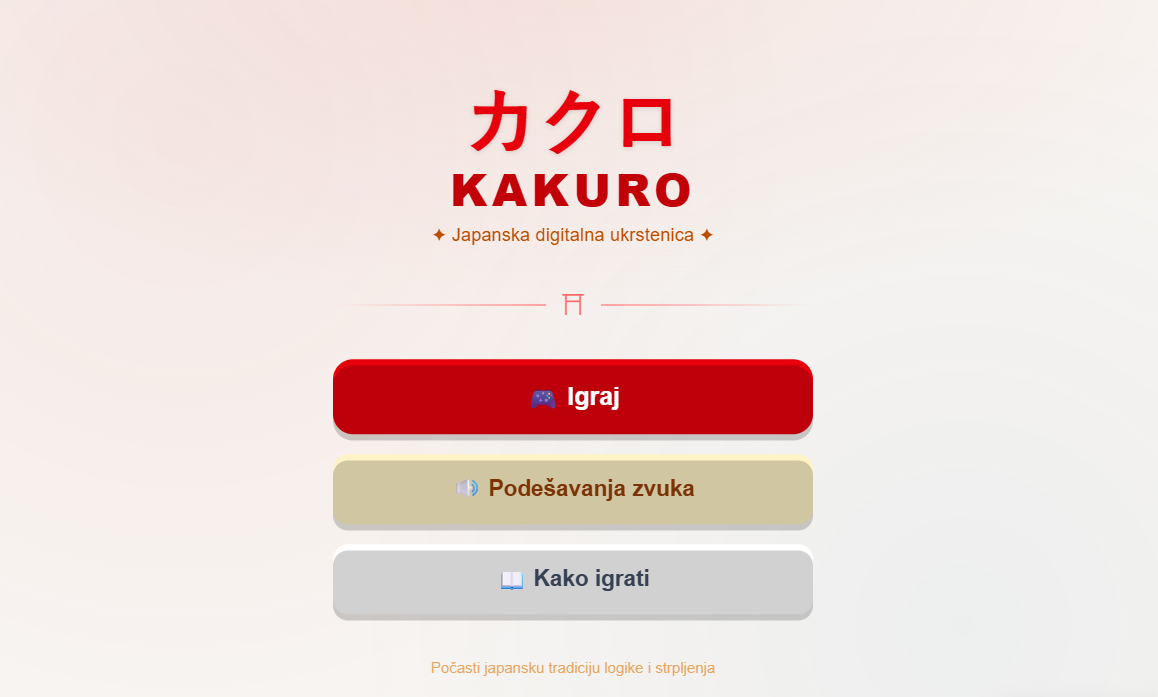 カクロ
KAKURO
✦ Japanska digitalna ukrstenica ✦
🎮 Igraj
🔊 Podešavanja zvuka
📖 Kako igrati
Počasti japansku tradiciju logike i strpljenja